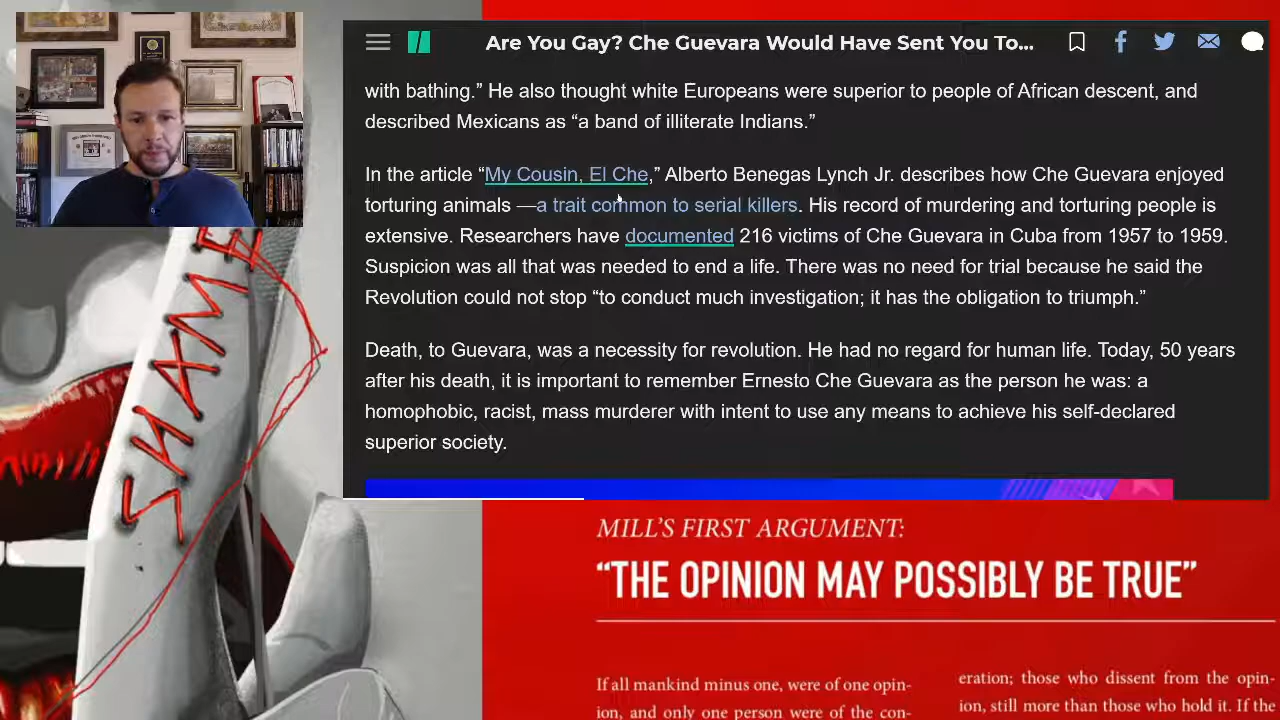 Are You Gay? Che Guevara Would Have Sent You To...
with bathing.” He also thought white Europeans were superior to people of African descent, and
described Mexicans as “a band of illiterate Indians.”
In the article “My Cousin, El Che,” Alberto Benegas Lynch Jr. describes how Che Guevara enjoyed
torturing animals —a trait common to serial killers. His record of murdering and torturing people is
extensive. Researchers have documented 216 victims of Che Guevara in Cuba from 1957 to 1959.
Suspicion was all that was needed to end a life. There was no need for trial because he said the
Revolution could not stop “to conduct much investigation; it has the obligation to triumph.”
Death, to Guevara, was a necessity for revolution. He had no regard for human life. Today, 50 years
after his death, it is important to remember Ernesto Che Guevara as the person he was: a
homophobic, racist, mass murderer with intent to use any means to achieve his self-declared
superior society.
SHAME
MILL’S FIRST ARGUMENT:
“THE OPINION MAY POSSIBLY BE TRUE”
If all mankind minus one, were of one opin-
ion, and only one person were of the con-
eration; those who dissent from the opin-
ion, still more than those who hold it. If the